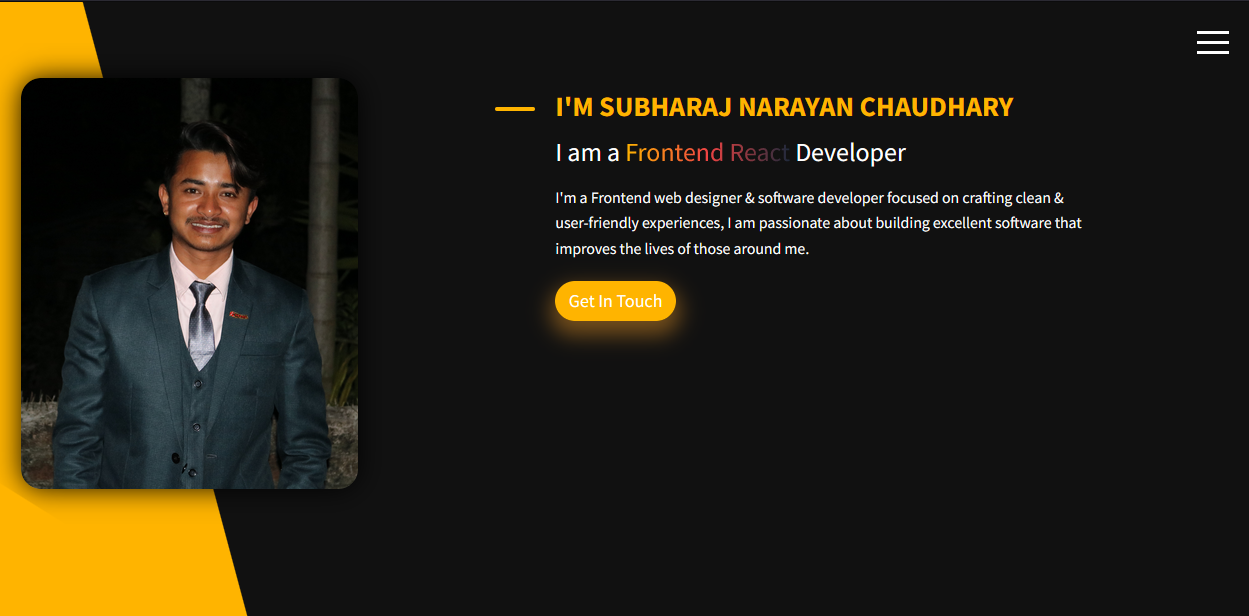 I'M SUBHARAJ NARAYAN CHAUDHARY
I am a Frontend React Developer
I'm a Frontend web designer & software developer focused on crafting clean &
user-friendly experiences, I am passionate about building excellent software that
improves the lives of those around me.
Get In Touch